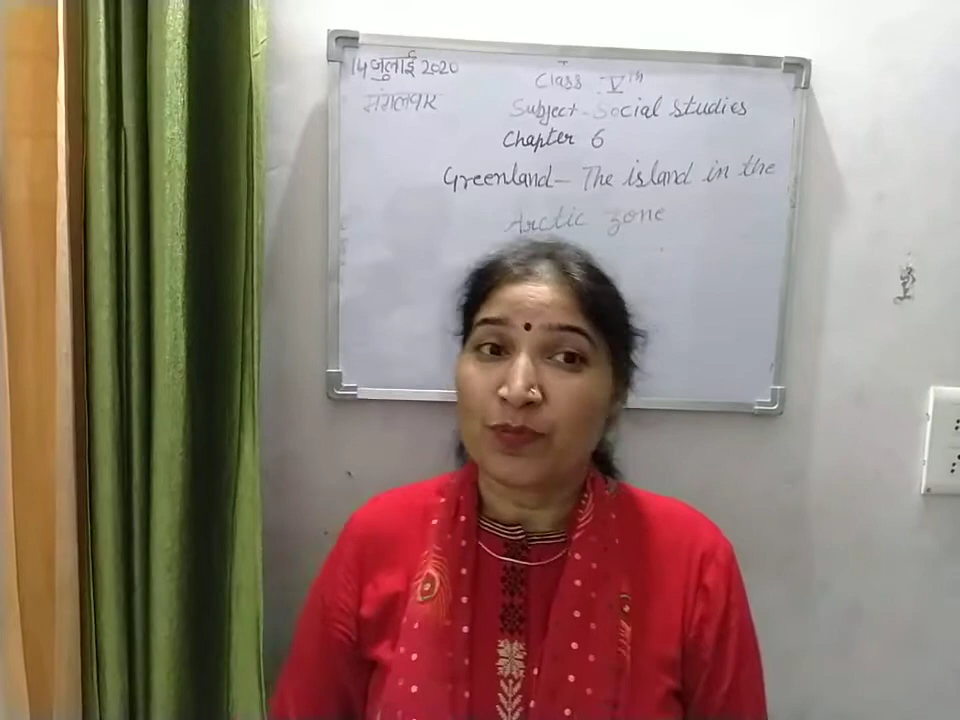 14 जुलाई 2020
मंगलवार
Class Vth
Subject - Social studies
Chapter 6
Greenland - The island in the
Arctic zone